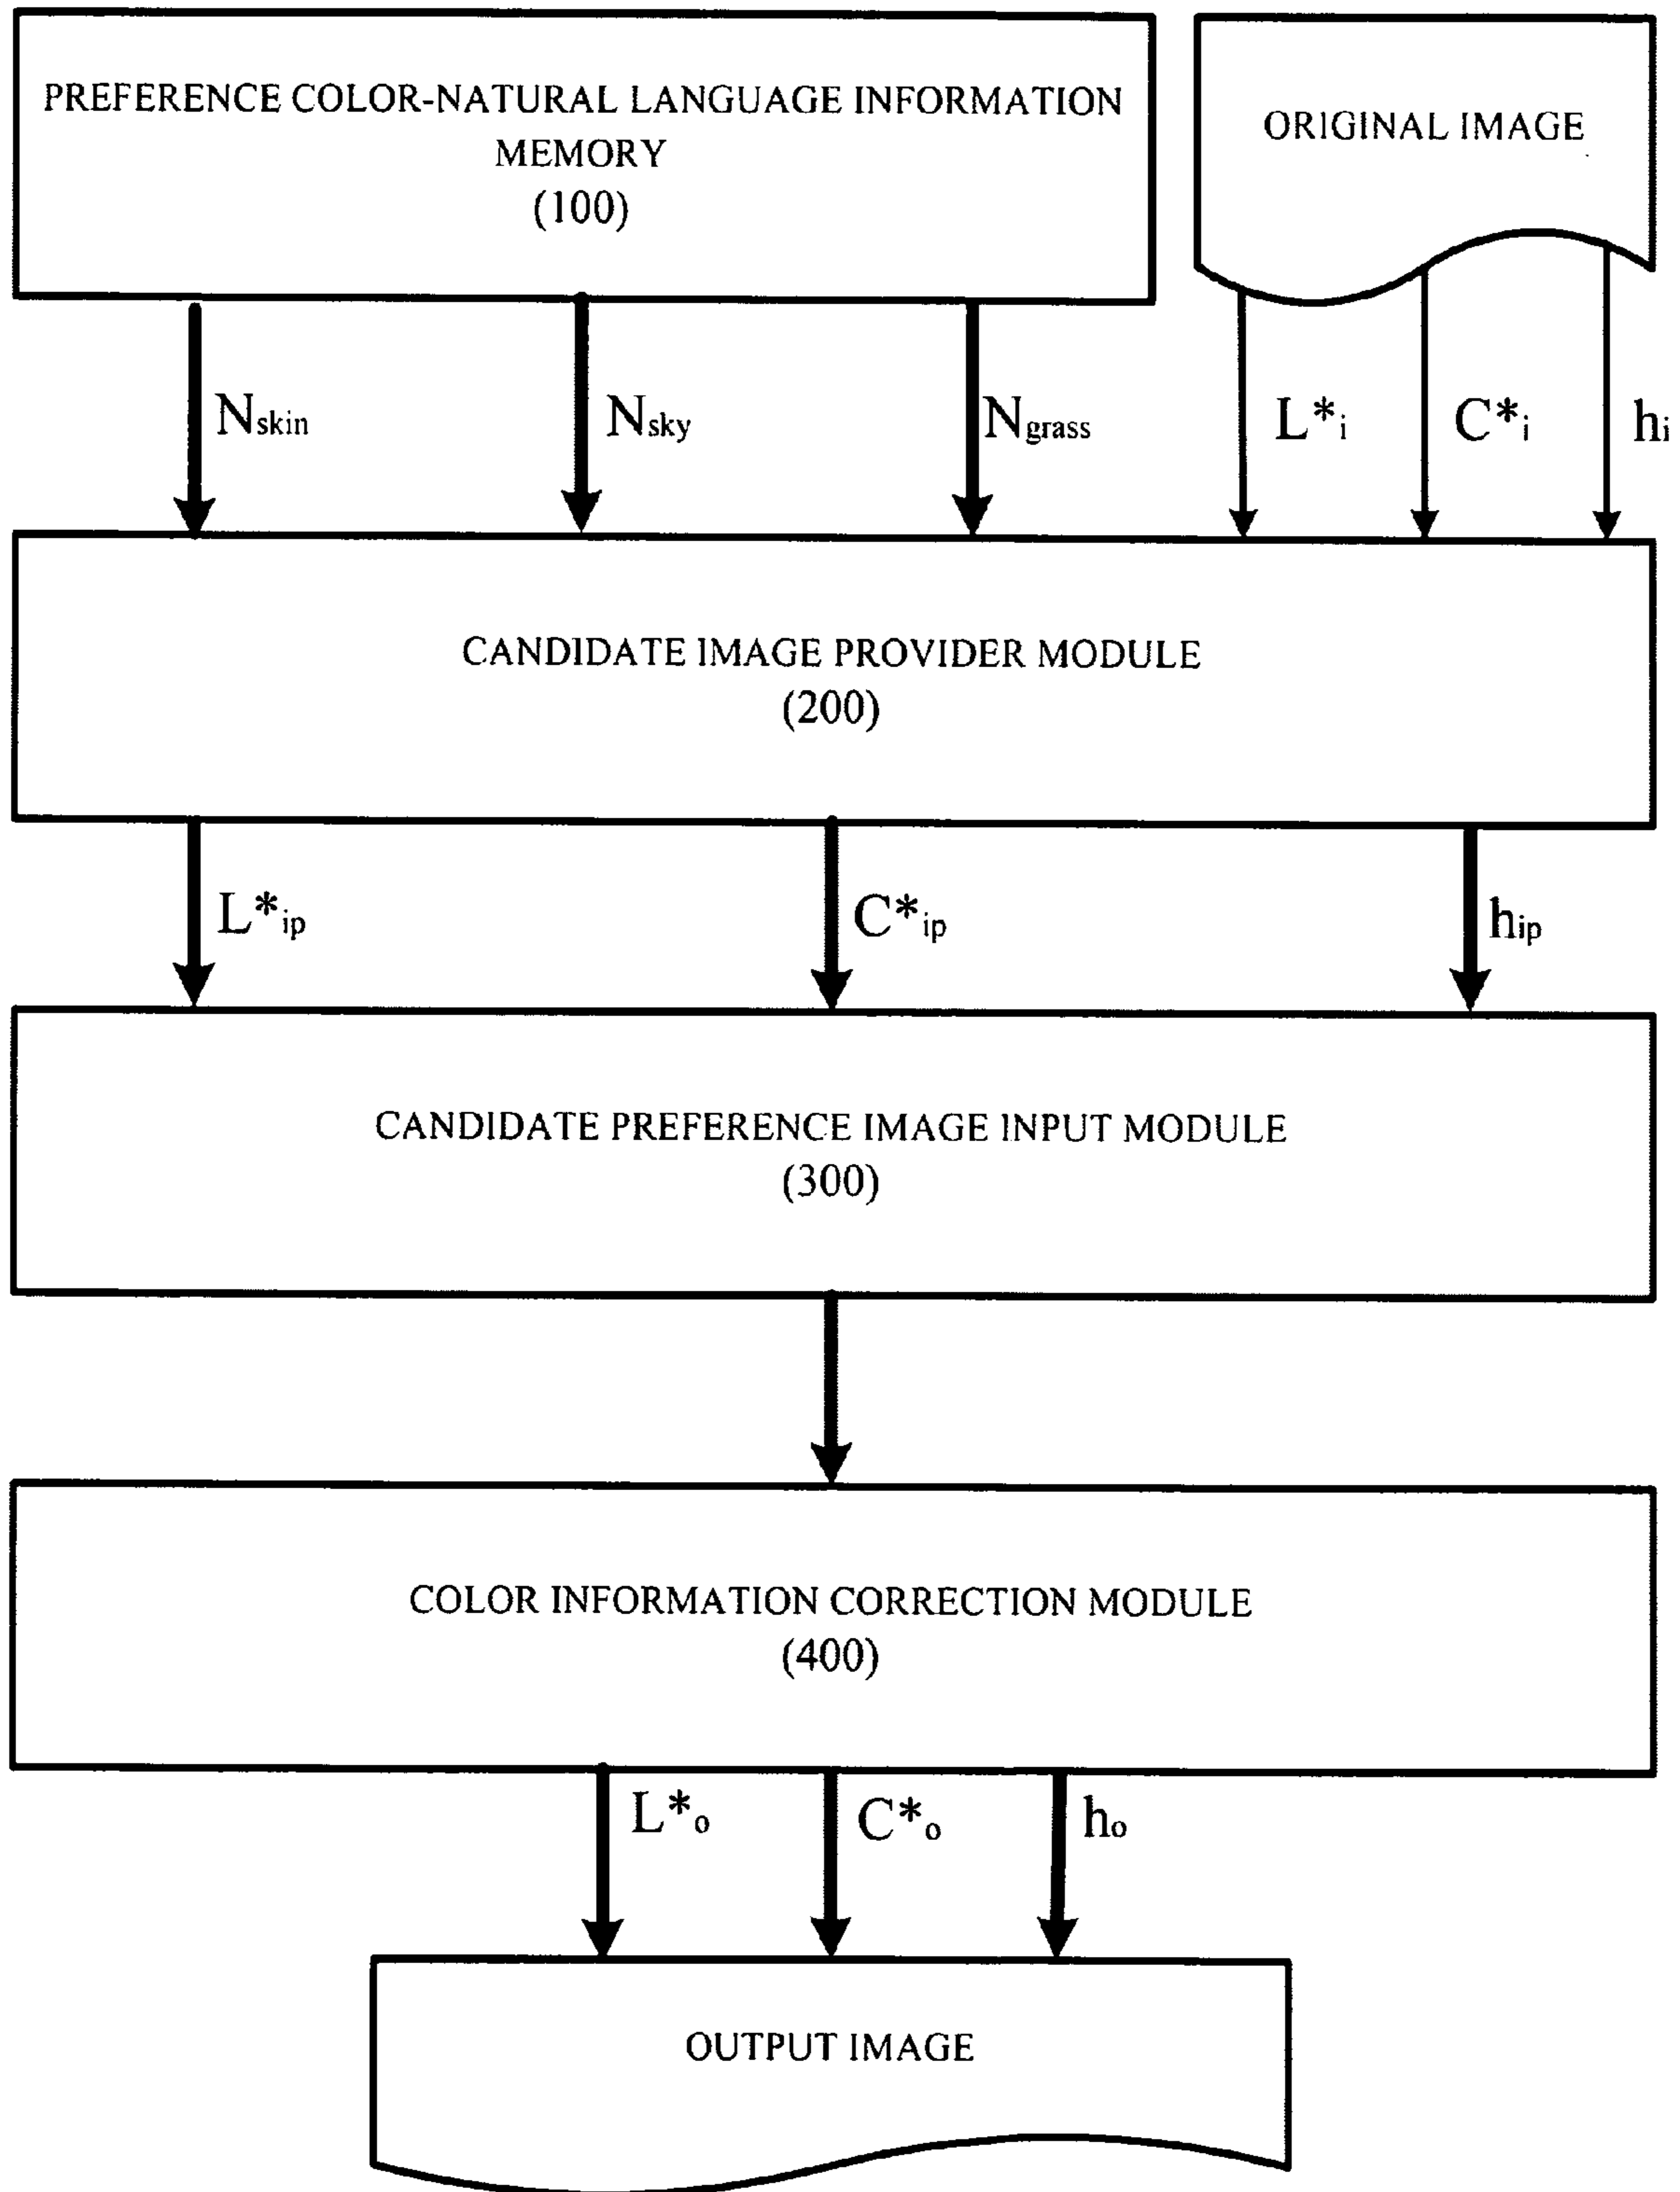 PREFERENCE COLOR-NATURAL LANGUAGE INFORMATION
MEMORY
(100)
ORIGINAL IMAGE
Nskin
Nsky
Ngrass
L*i
C*i
hi
CANDIDATE IMAGE PROVIDER MODULE
(200)
L*ip
C*ip
hip
CANDIDATE PREFERENCE IMAGE INPUT MODULE
(300)
COLOR INFORMATION CORRECTION MODULE
(400)
L*o
C*o
ho
OUTPUT IMAGE